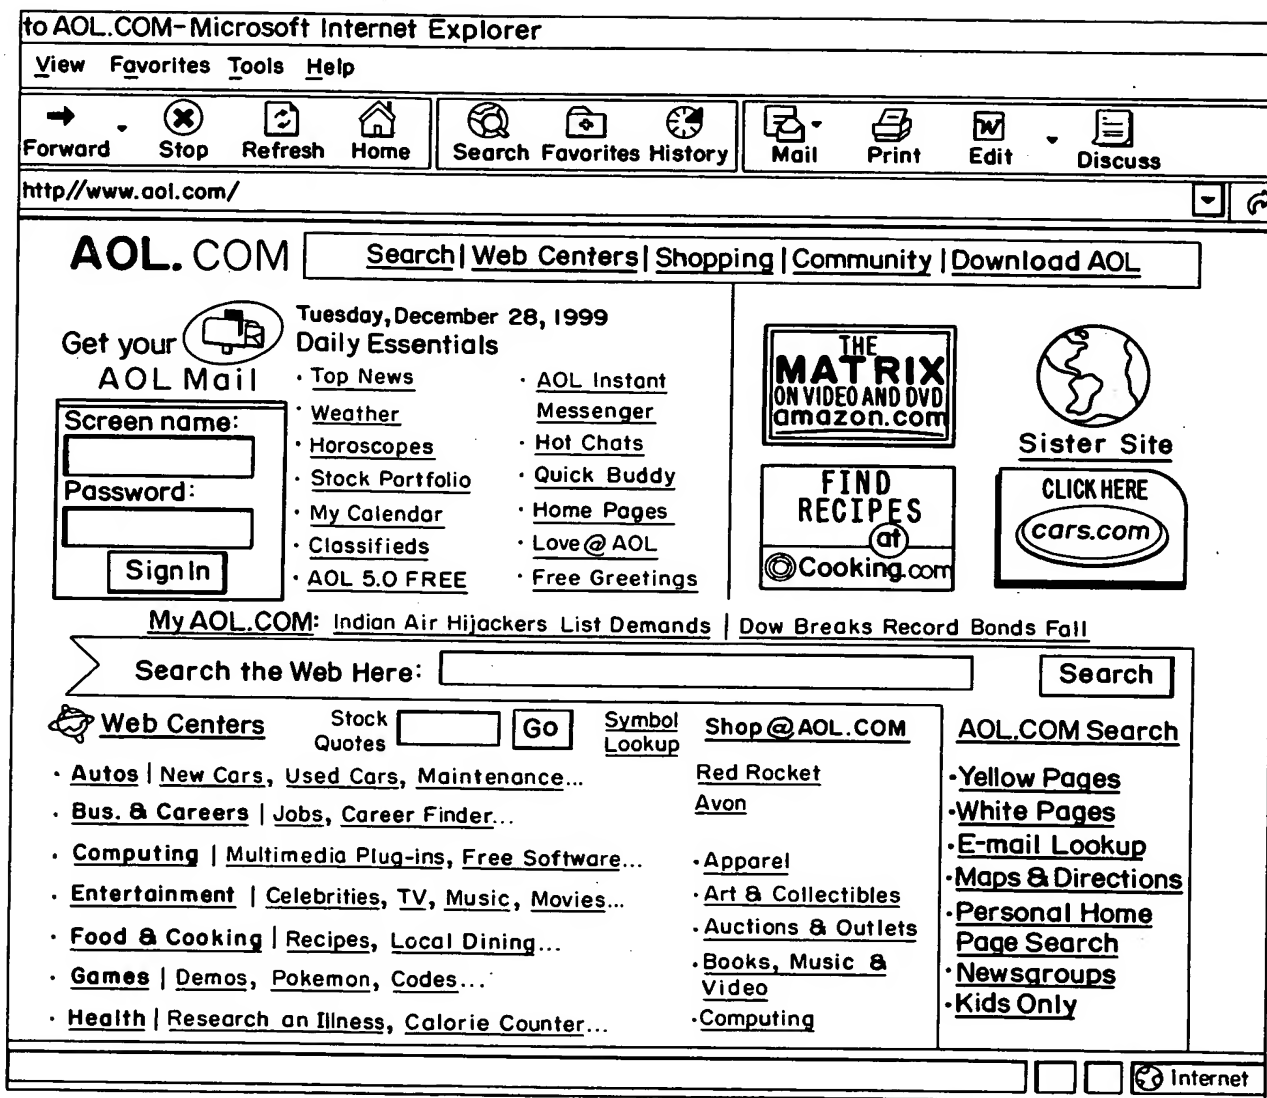 to AOL.COM-Microsoft Internet Explorer
View Favorites Tools Help
Forward Stop Refresh Home Search Favorites History Mail Print Edit Discuss
http//www.aol.com/
AOL.COM
Search | Web Centers | Shopping | Community | Download AOL
Get your
AOL Mail
Screen name:
Password:
Sign In
Tuesday, December 28, 1999
Daily Essentials
· Top News
· Weather
· Horoscopes
· Stock Portfolio
· My Calendar
· Classifieds
· AOL 5.0 FREE
· AOL Instant
Messenger
· Hot Chats
· Quick Buddy
· Home Pages
· Love@AOL
· Free Greetings
THE
MATRIX
ON VIDEO AND DVD
amazon.com
Sister Site
FIND
RECIPES
at
Cooking.com
CLICK HERE
cars.com
My AOL.COM: Indian Air Hijackers List Demands | Dow Breaks Record Bonds Fall
Search the Web Here: Search
Web Centers
Stock
Quotes
Go
Symbol
Lookup
· Autos | New Cars, Used Cars, Maintenance...
· Bus. & Careers | Jobs, Career Finder...
· Computing | Multimedia Plug-ins, Free Software...
· Entertainment | Celebrities, TV, Music, Movies...
· Food & Cooking | Recipes, Local Dining...
· Games | Demos, Pokemon, Codes...
· Health | Research an Illness, Calorie Counter...
Shop@AOL.COM
Red Rocket
Avon
· Apparel
· Art & Collectibles
· Auctions & Outlets
· Books, Music &
Video
· Computing
AOL.COM Search
· Yellow Pages
· White Pages
· E-mail Lookup
· Maps & Directions
· Personal Home
Page Search
· Newsgroups
· Kids Only
Internet